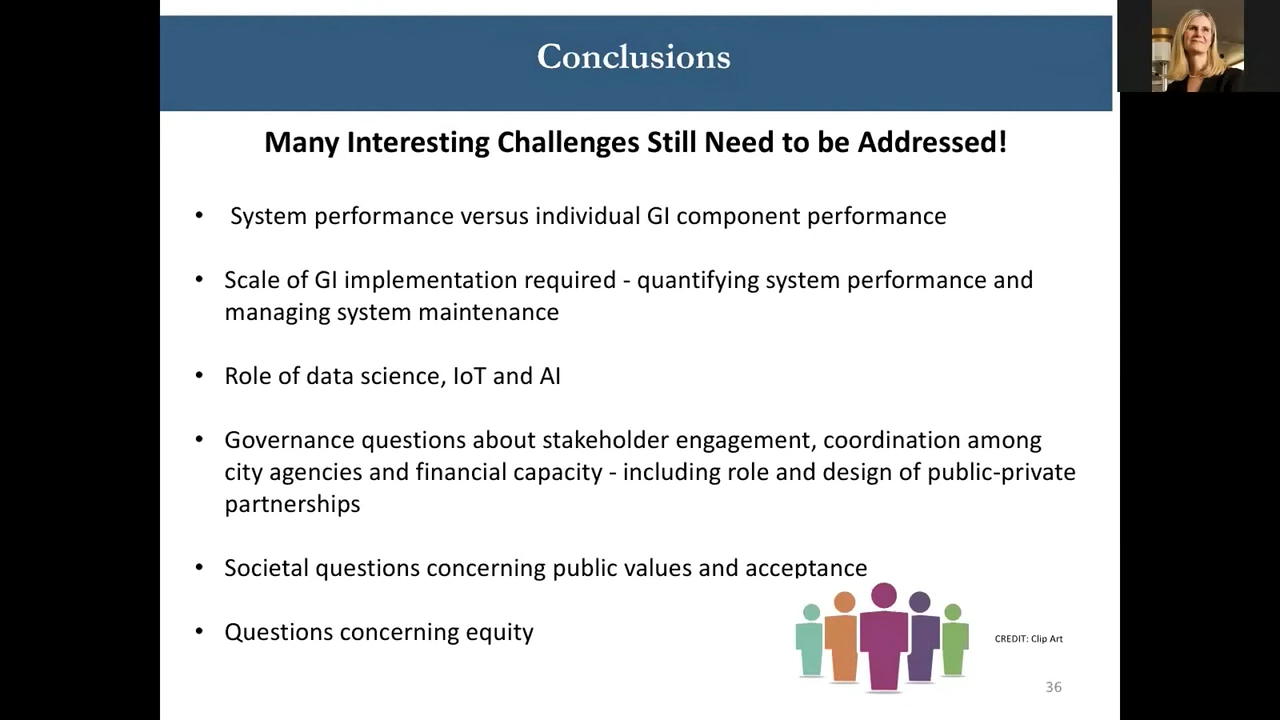 Conclusions
Many Interesting Challenges Still Need to be Addressed!
• System performance versus individual GI component performance
• Scale of GI implementation required - quantifying system performance and
managing system maintenance
• Role of data science, IoT and AI
• Governance questions about stakeholder engagement, coordination among
city agencies and financial capacity - including role and design of public-private
partnerships
• Societal questions concerning public values and acceptance
• Questions concerning equity
CREDIT: Clip Art
36